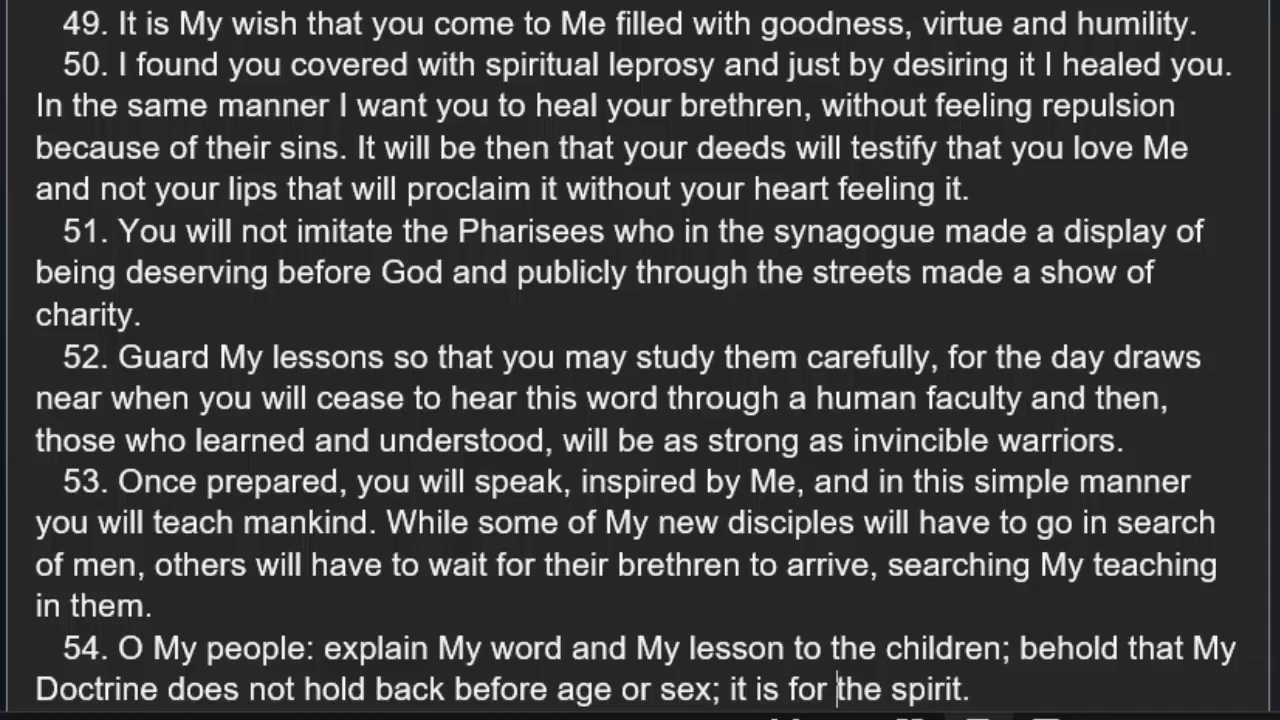 49. It is My wish that you come to Me filled with goodness, virtue and humility.
50. I found you covered with spiritual leprosy and just by desiring it I healed you.
In the same manner I want you to heal your brethren, without feeling repulsion
because of their sins. It will be then that your deeds will testify that you love Me
and not your lips that will proclaim it without your heart feeling it.
51. You will not imitate the Pharisees who in the synagogue made a display of
being deserving before God and publicly through the streets made a show of
charity.
52. Guard My lessons so that you may study them carefully, for the day draws
near when you will cease to hear this word through a human faculty and then,
those who learned and understood, will be as strong as invincible warriors.
53. Once prepared, you will speak, inspired by Me, and in this simple manner
you will teach mankind. While some of My new disciples will have to go in search
of men, others will have to wait for their brethren to arrive, searching My teaching
in them.
54. O My people: explain My word and My lesson to the children; behold that My
Doctrine does not hold back before age or sex; it is for the spirit.